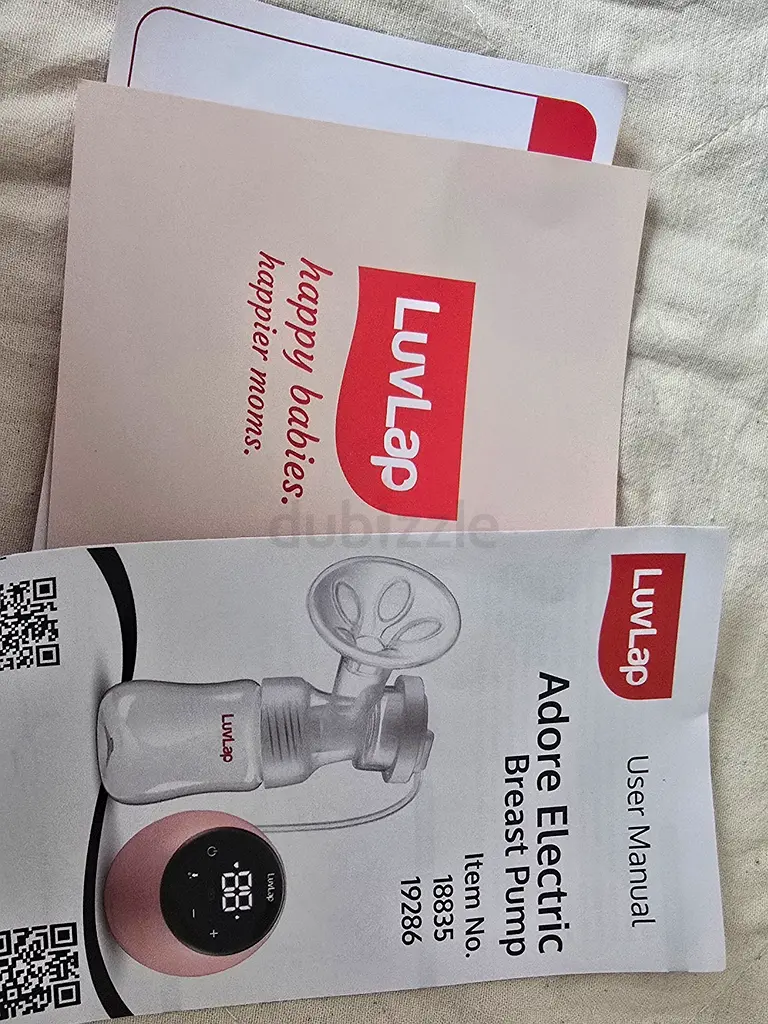 LuvLap
happy babies.
happier moms.
dubizzle
LuvLap
User Manual
Adore Electric
Breast Pump
Item No.
18835
19286
LuvLap
LuvLap
88
− +